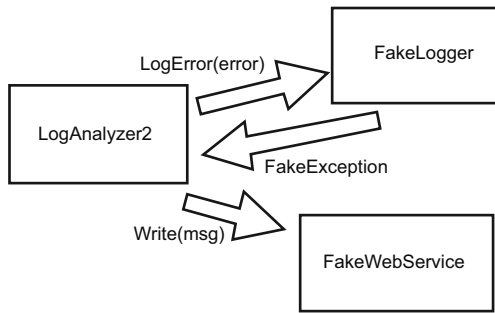 LogError(error)
FakeLogger
LogAnalyzer2
FakeException
Write(msg)
FakeWebService